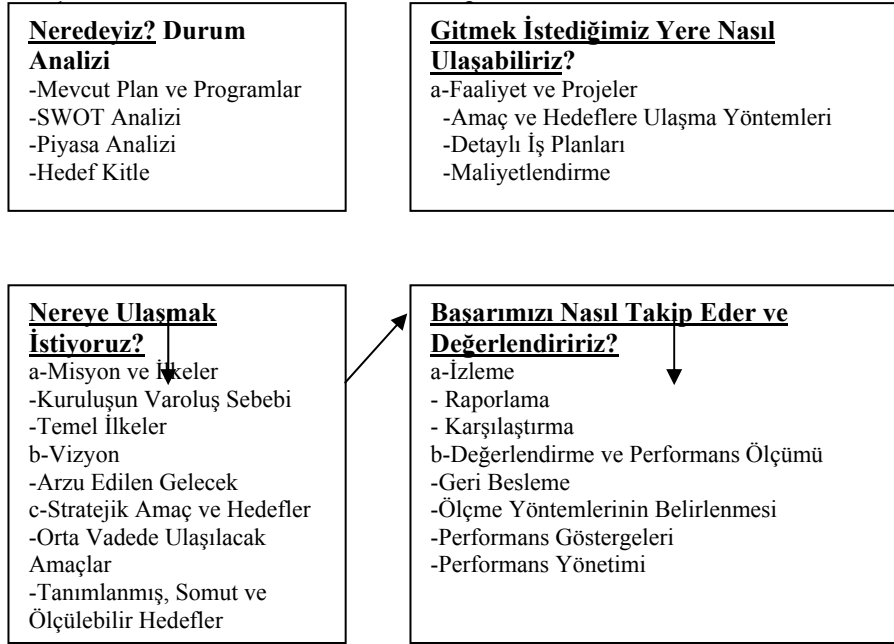 Neredeyiz? Durum
Analizi
-Mevcut Plan ve Programlar
-SWOT Analizi
-Piyasa Analizi
-Hedef Kitle
Gitmek İstediğimiz Yere Nasıl
Ulaşabiliriz?
a-Faaliyet ve Projeler
-Amaç ve Hedeflere Ulaşma Yöntemleri
-Detaylı İş Planları
-Maliyetlendirme
Nereye Ulaşmak
İstiyoruz?
a-Misyon ve İlkeler
-Kuruluşun Varoluş Sebebi
-Temel İlkeler
b-Vizyon
-Arzu Edilen Gelecek
c-Stratejik Amaç ve Hedefler
-Orta Vadede Ulaşılacak
Amaçlar
-Tanımlanmış, Somut ve
Ölçülebilir Hedefler
Başarımızı Nasıl Takip Eder ve
Değerlendiririz?
a-İzleme
- Raporlama
- Karşılaştırma
b-Değerlendirme ve Performans Ölçümü
-Geri Besleme
-Ölçme Yöntemlerinin Belirlenmesi
-Performans Göstergeleri
-Performans Yönetimi